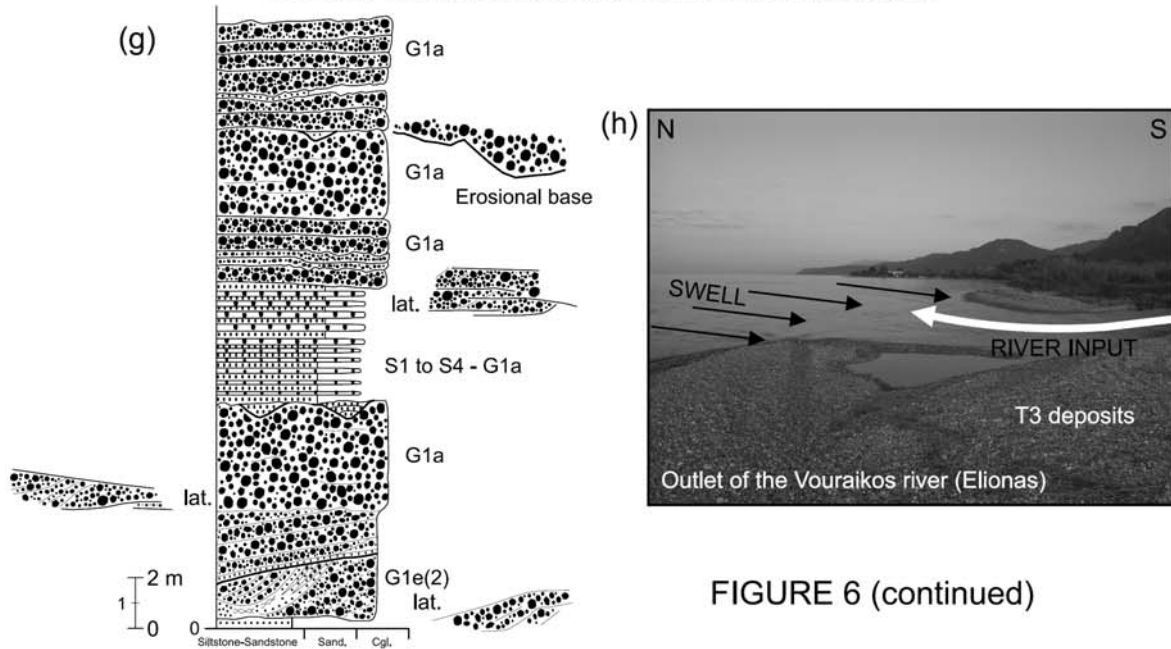 (g)
G1a
G1a
Erosional base
G1a
lat.
S1 to S4 - G1a
G1a
lat.
G1e(2)
lat.
2 m
1
0
0
Siltstone-Sandstone
Sand.
Cgl.
(h)
N
S
SWELL
RIVER INPUT
T3 deposits
Outlet of the Vouraikos river (Elionas)
FIGURE 6 (continued)